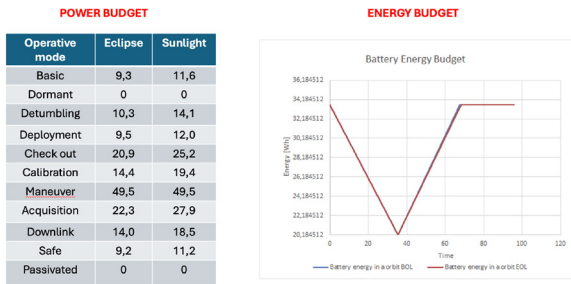 POWER BUDGET
ENERGY BUDGET
Operative mode Eclipse Sunlight
Basic 9,3 11,6
Dormant 0 0
Detumbling 10,3 14,1
Deployment 9,5 12,0
Check out 20,9 25,2
Calibration 14,4 19,4
Maneuver 49,5 49,5
Acquisition 22,3 27,9
Downlink 14,0 18,5
Safe 9,2 11,2
Passivated 0 0
Battery Energy Budget
Energy [Wh]
36,184512
34,184512
32,184512
30,184512
28,184512
26,184512
24,184512
22,184512
20,184512
0 20 40 60 80 100 120
Time
Battery energy in a orbit BOL
Battery energy in a orbit EOL